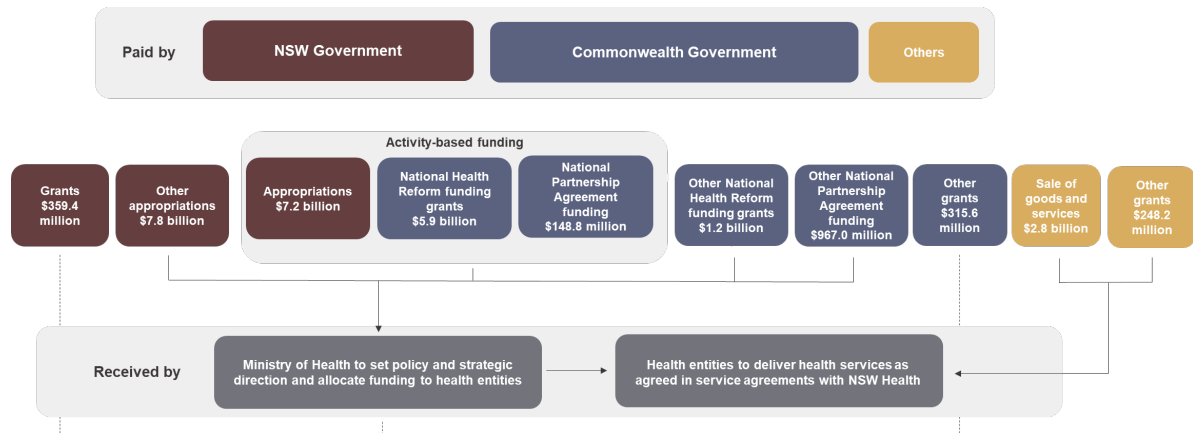 Paid by
NSW Government
Commonwealth Government
Others
Activity-based funding
Grants
$359.4
million
Other
appropriations
$7.8 billion
Appropriations
$7.2 billion
National Health
Reform funding
grants
$5.9 billion
National
Partnership
Agreement
funding
$148.8 million
Other National
Health Reform
funding grants
$1.2 billion
Other National
Partnership
Agreement
funding
$967.0 million
Other
grants
$315.6
million
Sale of
goods and
services
$2.8 billion
Other
grants
$248.2
million
Received by
Ministry of Health to set policy and strategic
direction and allocate funding to health entities
Health entities to deliver health services as
agreed in service agreements with NSW Health